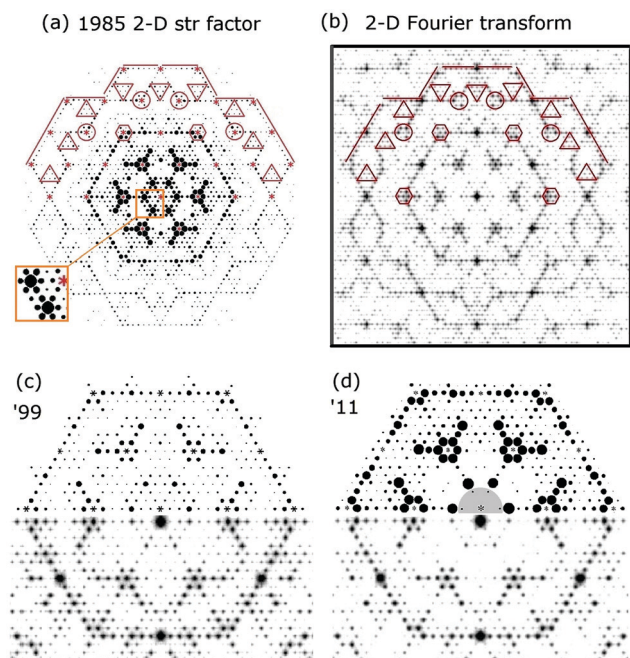 (a) 1985 2-D str factor
(b) 2-D Fourier transform
(c)
'99
(d)
'11